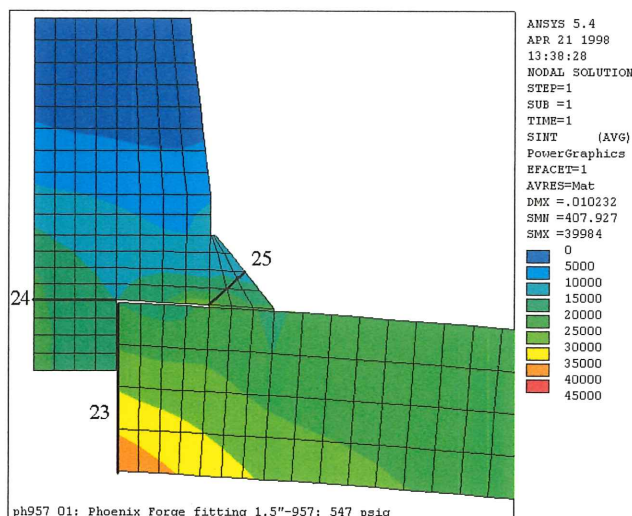 ANSYS 5.4
APR 21 1998
13:38:28
NODAL SOLUTION
STEP=1
SUB =1
TIME=1
SINT (AVG)
PowerGraphics
EFACET=1
AVRES=Mat
DMX =.010232
SMN =407.927
SMX =39984
0
5000
10000
15000
20000
25000
30000
35000
40000
45000
25
24
23
ph957 01: Phoenix Forge fitting 1.5"-957: 547 psig